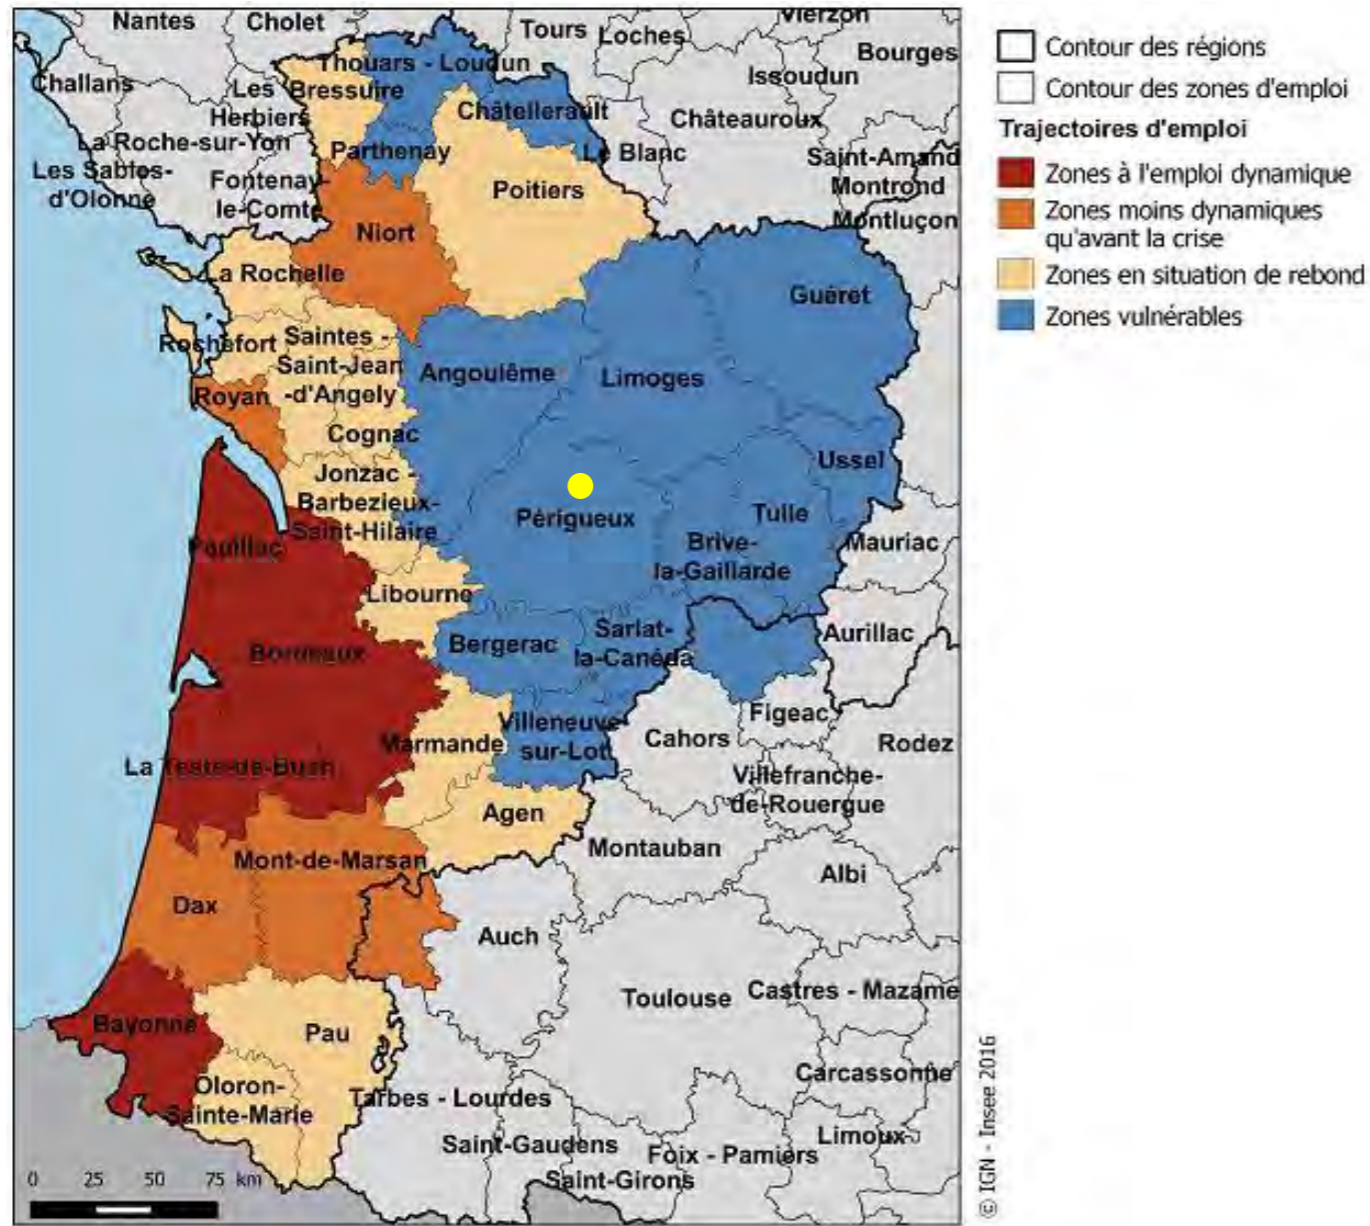 Nantes
Cholet
Tours
Loches
Vierzon
Bourges
Challans
Thouars - Loudun
Issoudun
Les
Herbiers
Bressuire
Châtellerault
Châteauroux
La Roche-sur-Yon
Parthenay
Le Blanc
Saint-Amand
Montrond
Les Sables-
d'Olonne
Fontenay-
le-Comte
Poitiers
Montluçon
Niort
La Rochelle
Guéret
Rochefort
Saintes -
Saint-Jean
-d'Angely
Angoulême
Limoges
Royan
Cognac
Ussel
Jonzac -
Barbezieux-
Saint-Hilaire
Périgueux
Tulle
Pauillac
Brive-
la-Gaillarde
Mauriac
Libourne
Bordeaux
Bergerac
Sarlat-
la-Canéda
Aurillac
Marmande
Villeneuve-
sur-Lot
Cahors
Figeac
Rodez
La Teste-de-Buch
Villefranche-
de-Rouergue
Agen
Montauban
Mont-de-Marsan
Albi
Dax
Auch
Toulouse
Castres - Mazame
Bayonne
Pau
Carcassonne
Oloron-
Sainte-Marie
Tarbes - Lourdes
Saint-Gaudens
Foix - Pamiers
Limoux
Saint-Girons
0 25 50 75 km
Contour des régions
Contour des zones d'emploi
Trajectoires d'emploi
Zones à l'emploi dynamique
Zones moins dynamiques
qu'avant la crise
Zones en situation de rebond
Zones vulnérables
© IGN - Insee 2016